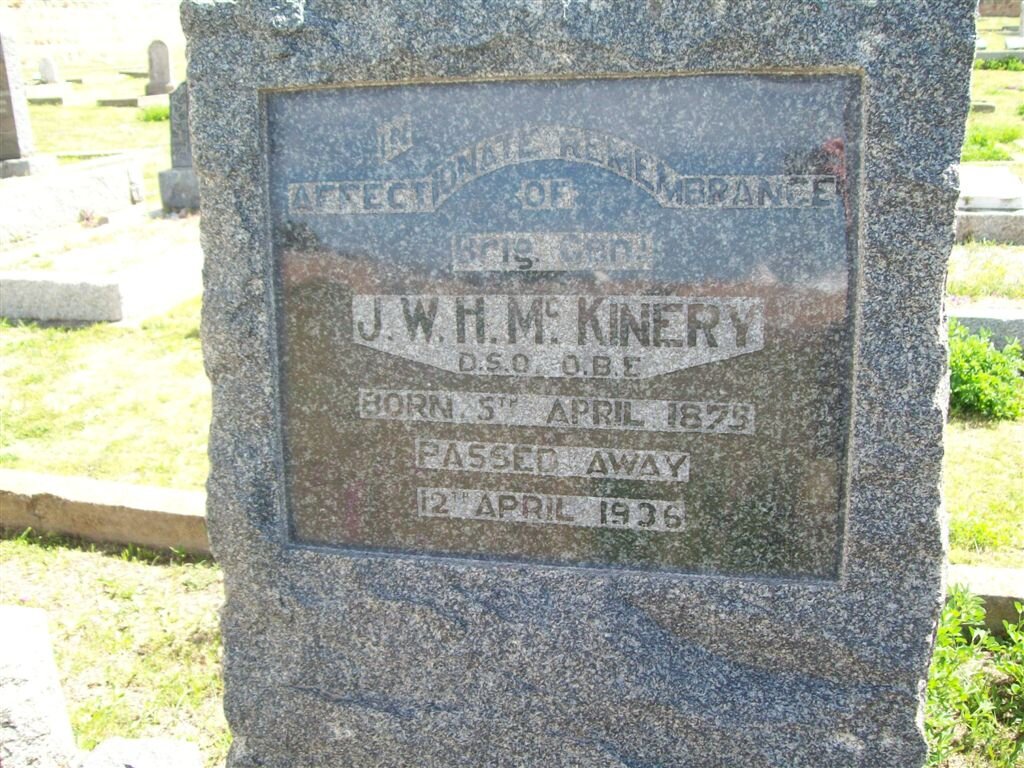 IN
AFFECTIONATE REMEMBRANCE
OF
Brig. Genl
J. W. H. Mc KINERY
D.S.O. O.B.E
BORN 5TH APRIL 1875
PASSED AWAY
12TH APRIL 1936